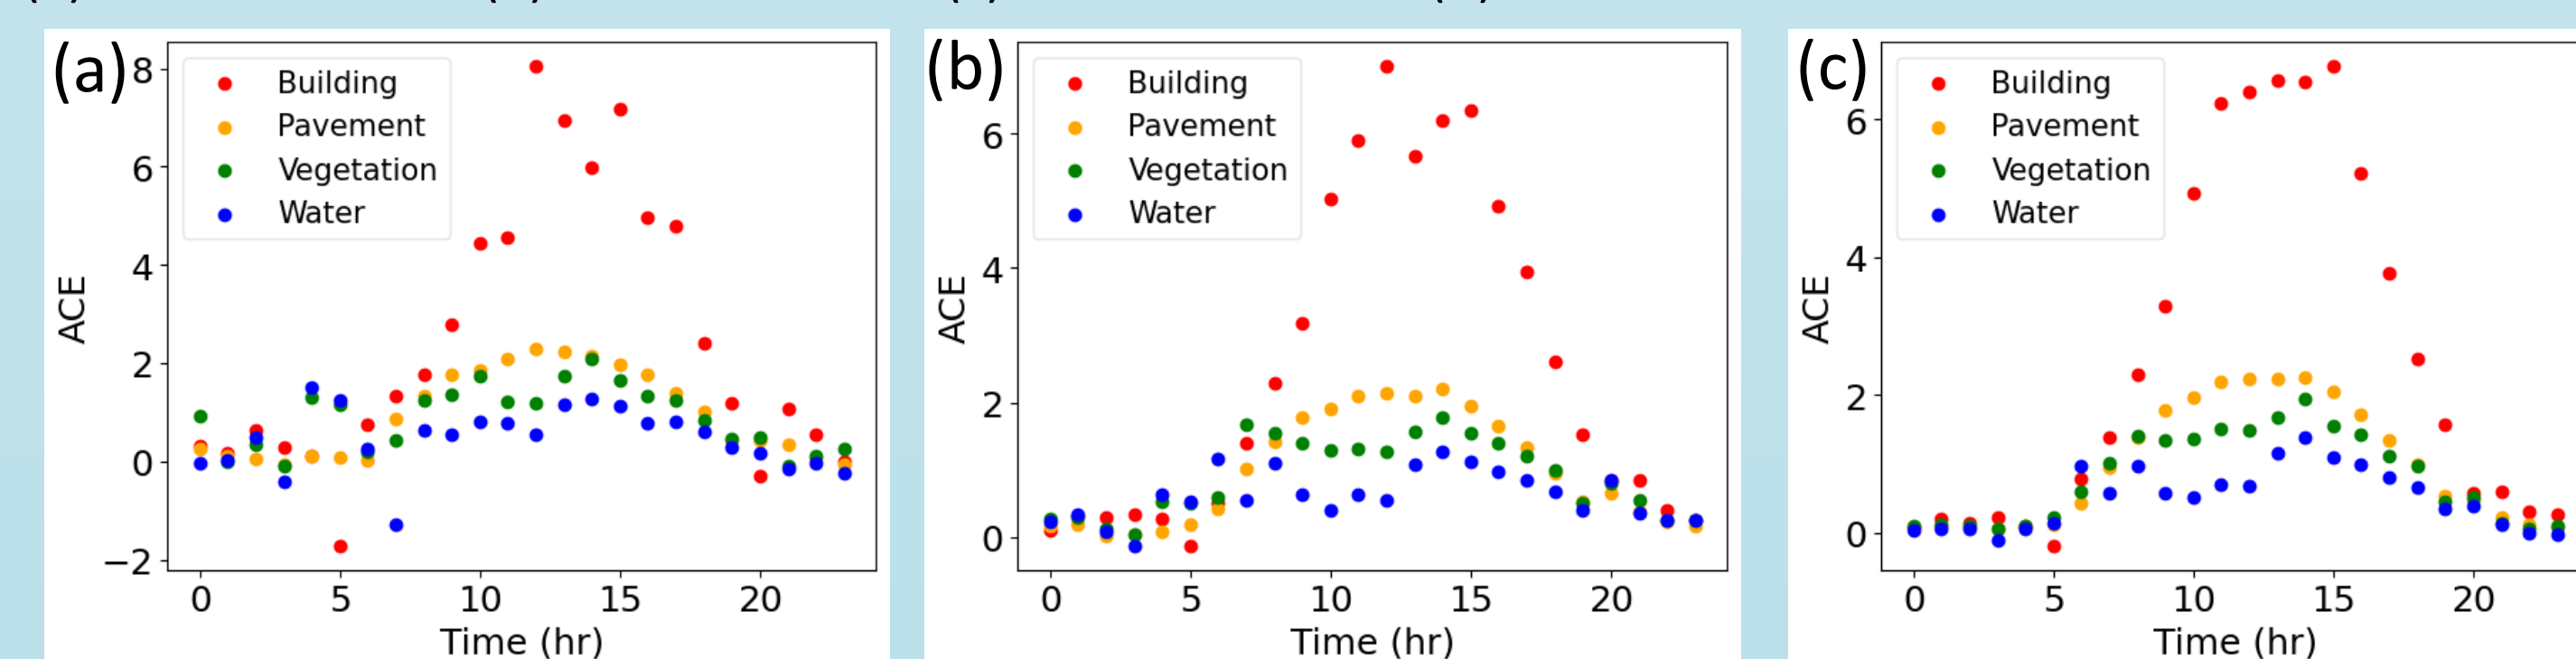 (a)
8
6
4
2
0
−2
ACE
Building
Pavement
Vegetation
Water
0 5 10 15 20
Time (hr)
(b)
6
4
2
0
ACE
Building
Pavement
Vegetation
Water
0 5 10 15 20
Time (hr)
(c)
6
4
2
0
ACE
Building
Pavement
Vegetation
Water
0 5 10 15 20
Time (hr)